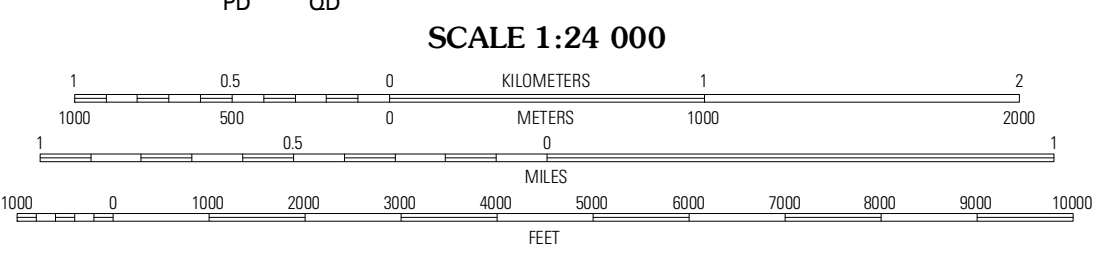 PD QD
SCALE 1:24 000
1 0.5 0 KILOMETERS 1 2
1000 500 0 METERS 1000 2000
1 0.5 0 1
MILES
1000 0 1000 2000 3000 4000 5000 6000 7000 8000 9000 10000
FEET